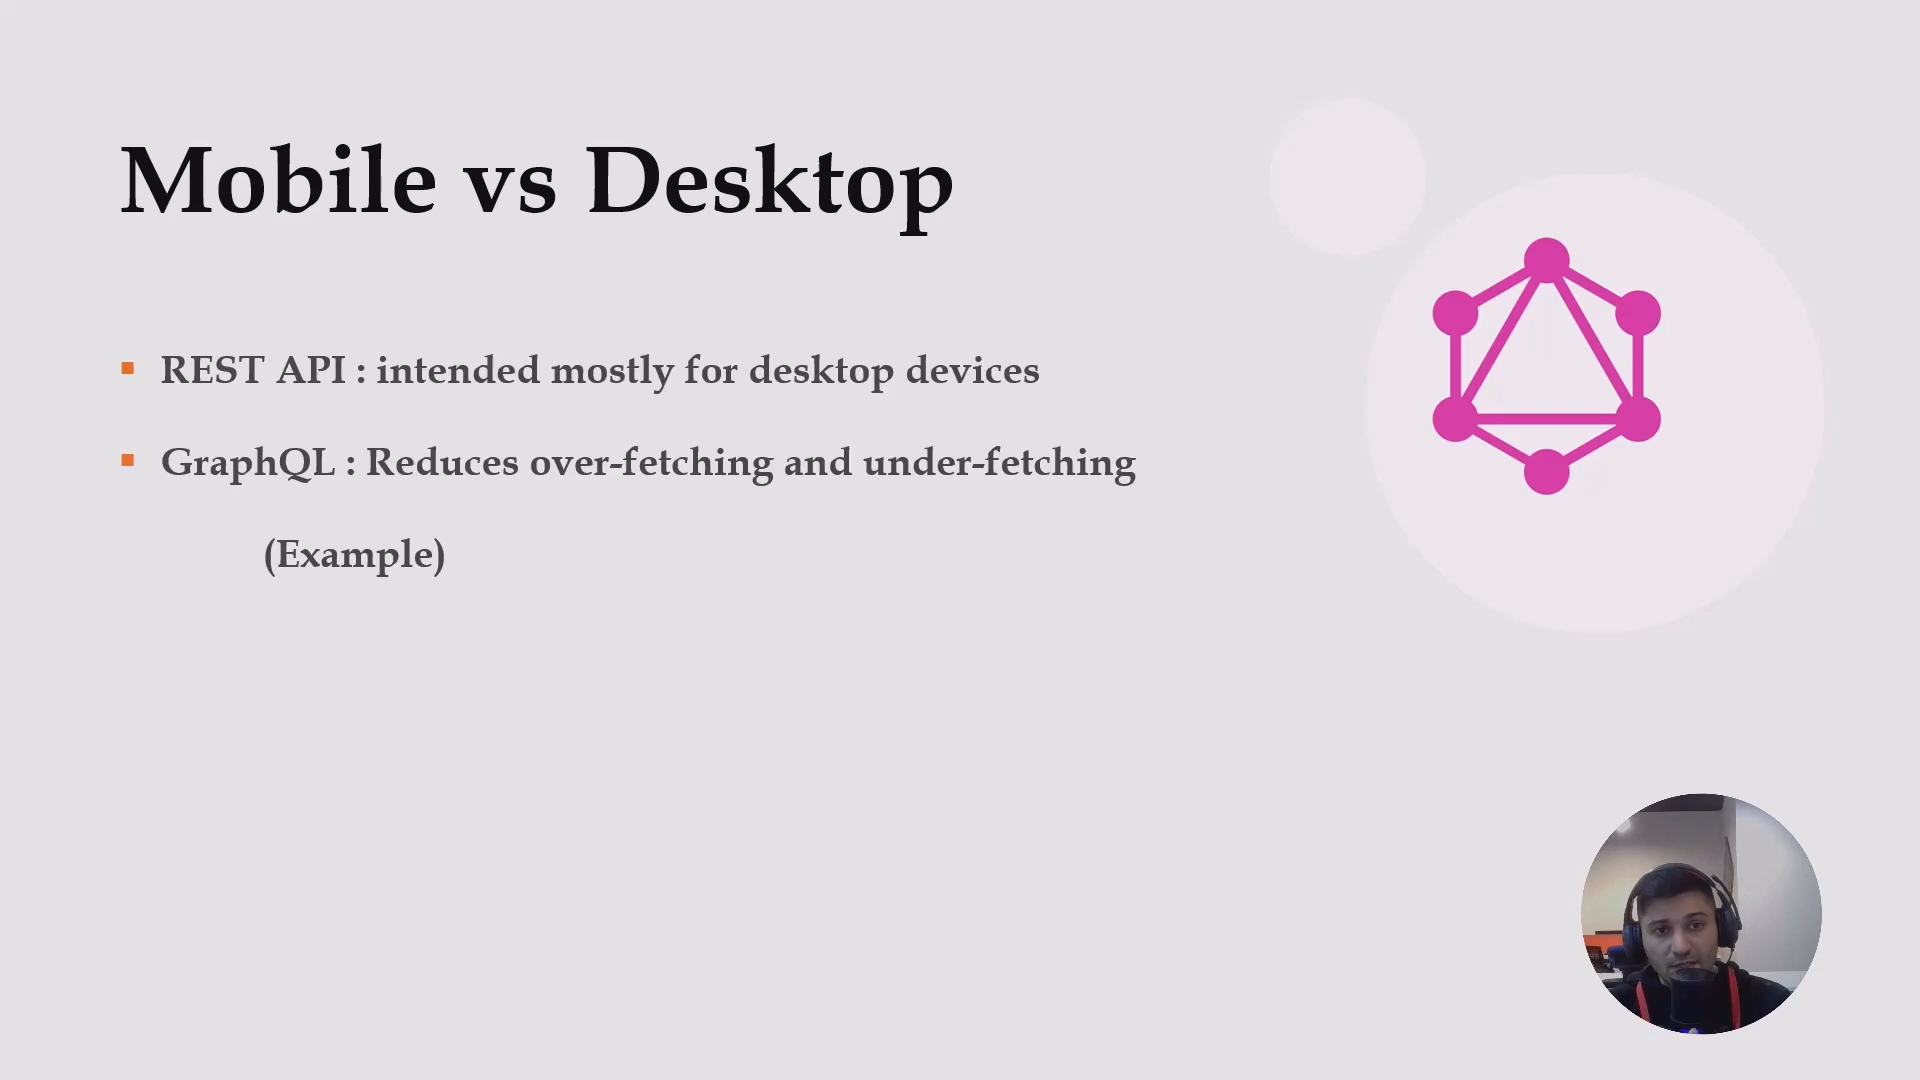 Mobile vs Desktop
▪ REST API : intended mostly for desktop devices
▪ GraphQL : Reduces over-fetching and under-fetching
(Example)